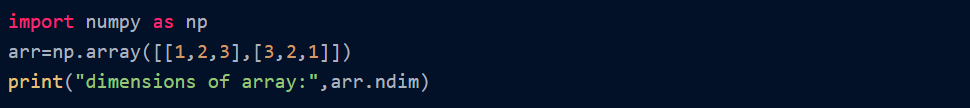 import numpy as np
arr=np.array([[1,2,3],[3,2,1]])
print("dimensions of array:",arr.ndim)